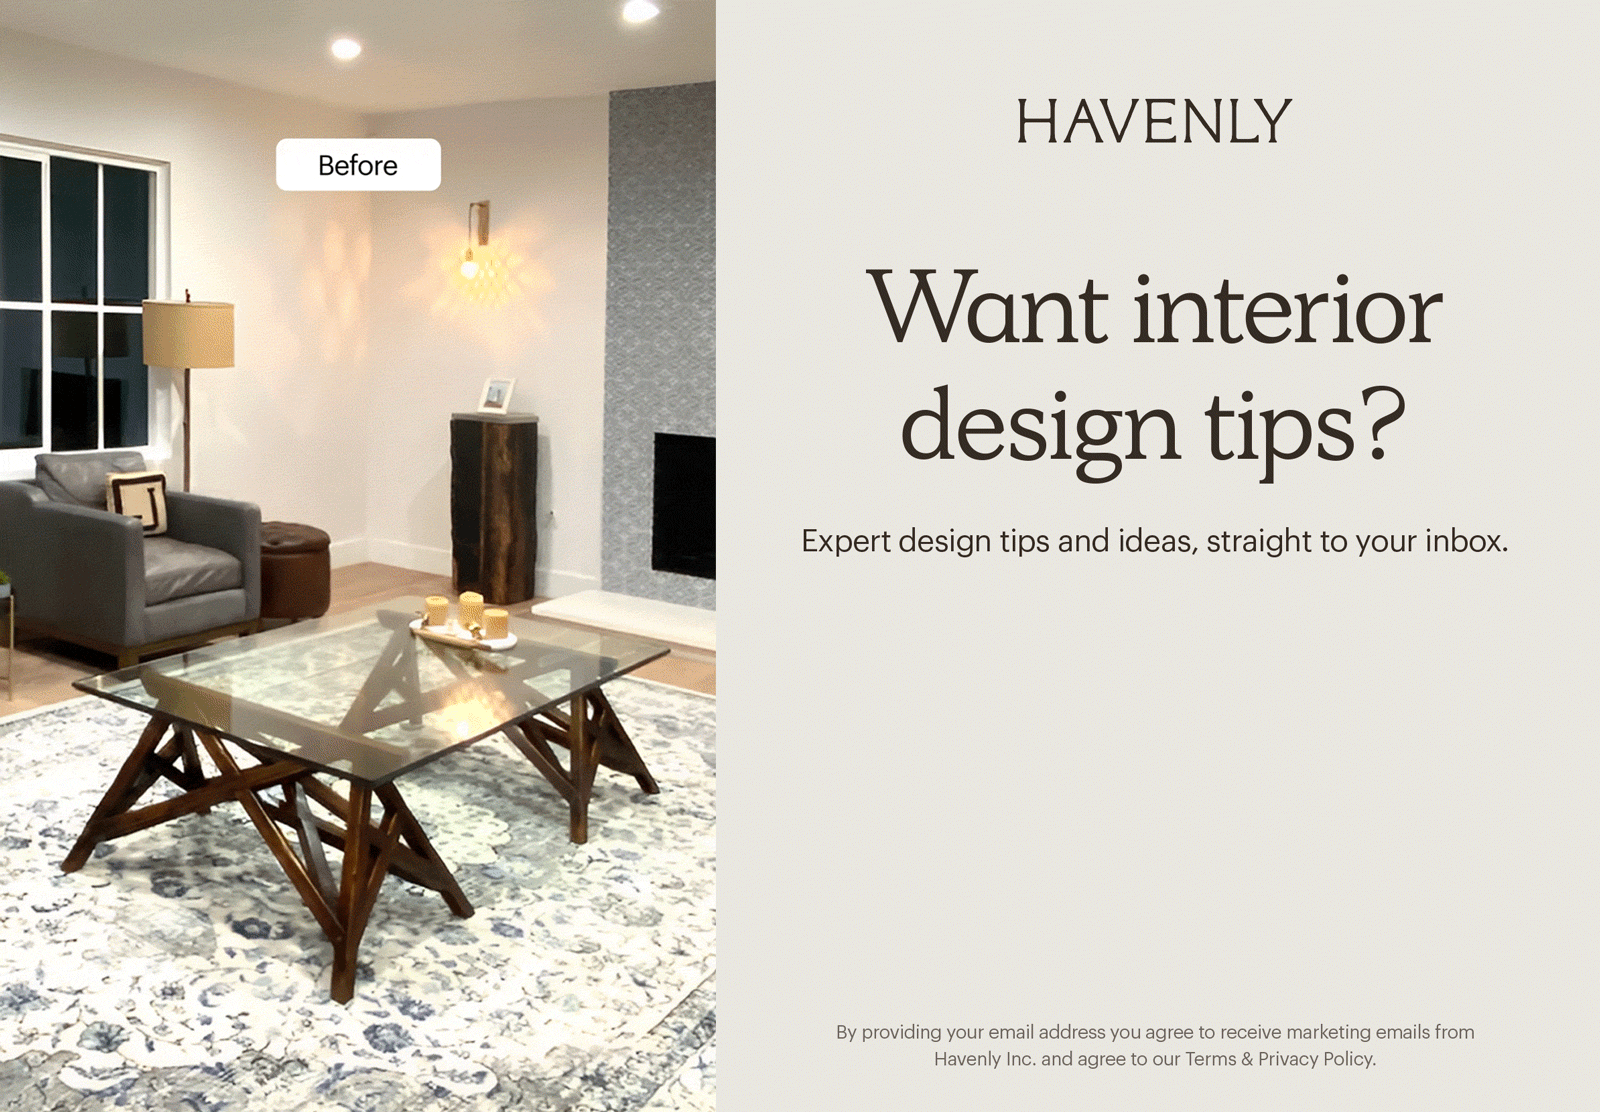 Before
HAVENLY
Want interior
design tips?
Expert design tips and ideas, straight to your inbox.
By providing your email address you agree to receive marketing emails from
Havenly Inc. and agree to our Terms & Privacy Policy.